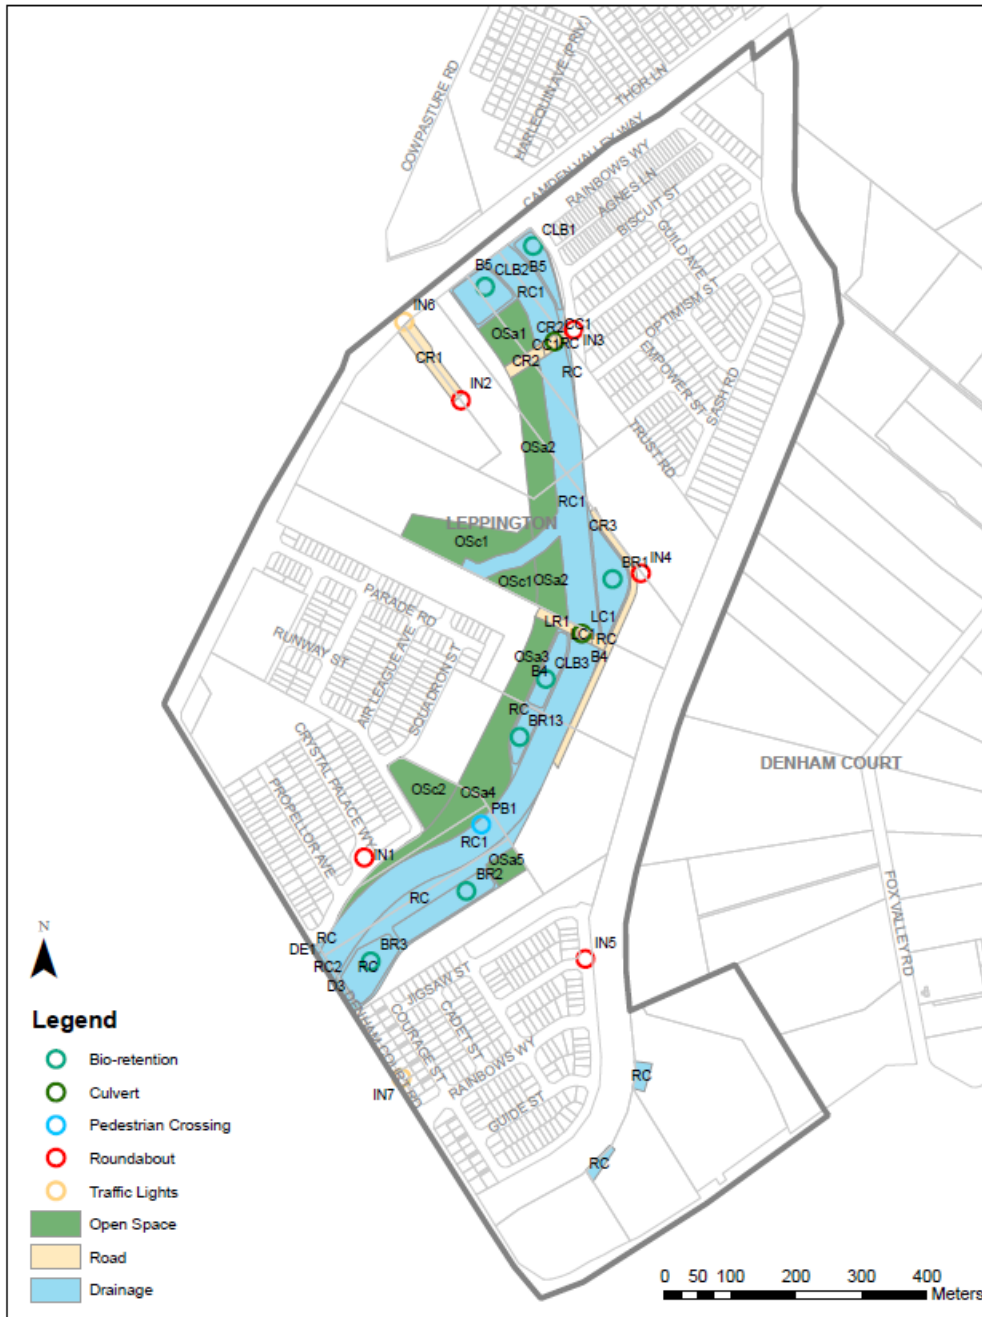 COWPASTURE RD
HARLEQUIN AVE (PRIV.)
THOR LN
CAMDEN VALLEY WAY
RAINBOWS WY
AGNES LN
BISCUIT ST
GUILD AVE
OPTIMISM ST
EMPOWER ST
SASH RD
TRUST RD
CLB1
B5
CLB2
B5
RC1
IN6
OSa1
CR2
CC1
IN3
CC1
RC
CR1
CR2
RC
IN2
OSa2
RC1
LEPPINGTON
CR3
OSc1
OSc1
OSa2
BR1
IN4
PARADE RD
RUNWAY ST
AIR LEAGUE AVE
SQUADRON ST
LR1
LC1
LC1
RC
B4
OSa3
CLB3
B4
RC
BR13
CRYSTAL PALACE WY
PROPELLOR AVE
DENHAM COURT
OSc2
OSa4
PB1
RC1
IN1
OSa5
BR2
RC
FOX VALLEY RD
RC
DE1
BR3
RC2
RC
D3
IN5
JIGSAW ST
CADET ST
COURAGE ST
RAINBOWS WY
GUIDE ST
DENHAM COURT RD
IN7
RC
RC
N
Legend
Bio-retention
Culvert
Pedestrian Crossing
Roundabout
Traffic Lights
Open Space
Road
Drainage
0 50 100 200 300 400
Meters